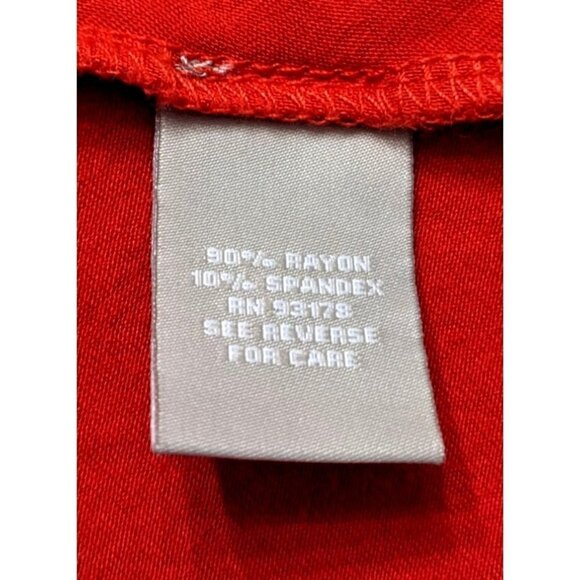 90% RAYON
10% SPANDEX
RN 93178
SEE REVERSE
FOR CARE